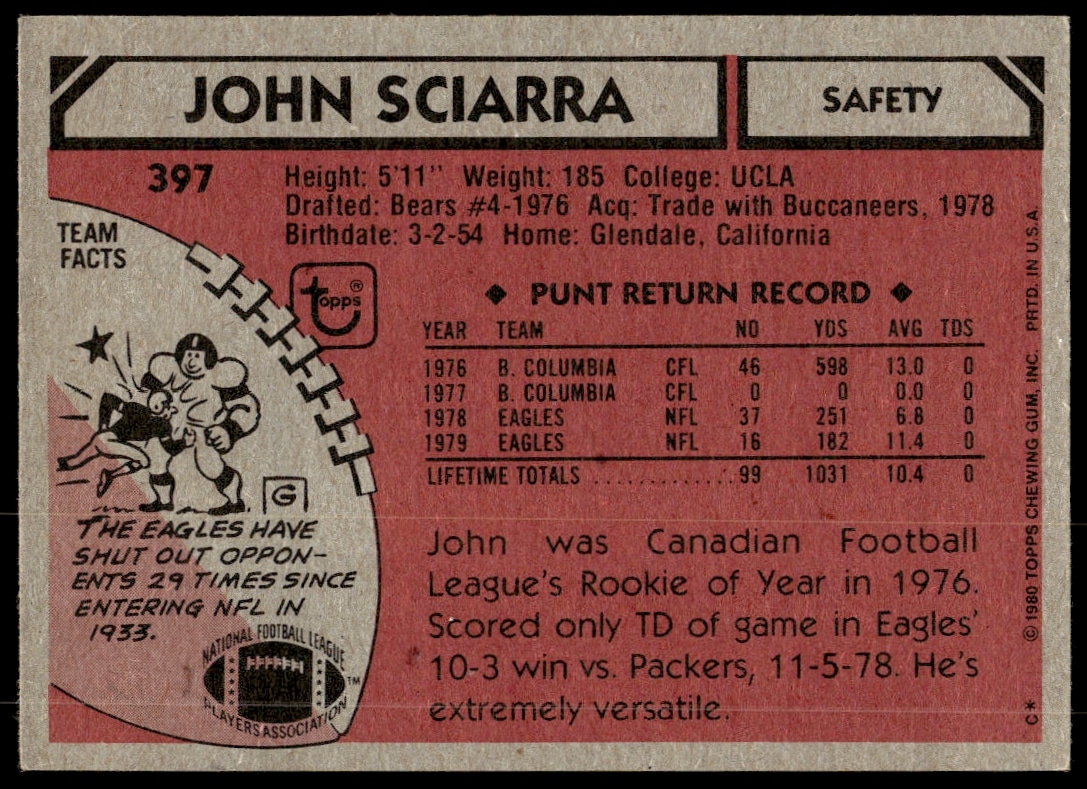 JOHN SCIARRA
SAFETY
397
Height: 5'11" Weight: 185 College: UCLA
Drafted: Bears #4-1976 Acq: Trade with Buccaneers, 1978
Birthdate: 3-2-54 Home: Glendale, California
TEAM
FACTS
topps®
◆ PUNT RETURN RECORD ◆
YEAR TEAM NO YDS AVG TDS
1976 B. COLUMBIA CFL 46 598 13.0 0
1977 B. COLUMBIA CFL 0 0 0.0 0
1978 EAGLES NFL 37 251 6.8 0
1979 EAGLES NFL 16 182 11.4 0
LIFETIME TOTALS ............. 99 1031 10.4 0
G
THE EAGLES HAVE
SHUT OUT OPPON-
ENTS 29 TIMES SINCE
ENTERING NFL IN
1933.
NATIONAL FOOTBALL LEAGUE
PLAYERS ASSOCIATION
TM
John was Canadian Football
League's Rookie of Year in 1976.
Scored only TD of game in Eagles'
10-3 win vs. Packers, 11-5-78. He's
extremely versatile.
C* © 1980 TOPPS CHEWING GUM, INC. PRTD. IN U.S.A.